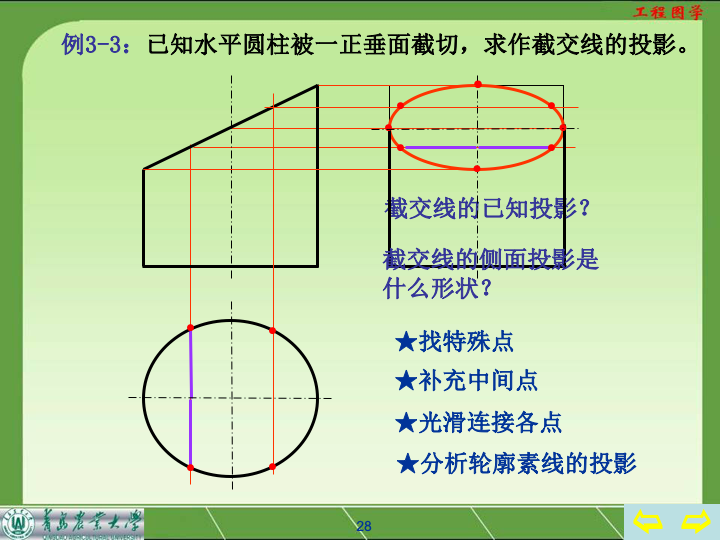 工程图学
例3-3：已知水平圆柱被一正垂面截切，求作截交线的投影。
截交线的已知投影？
截交线的侧面投影是
什么形状？
★找特殊点
★补充中间点
★光滑连接各点
★分析轮廓素线的投影
青岛农业大学
28